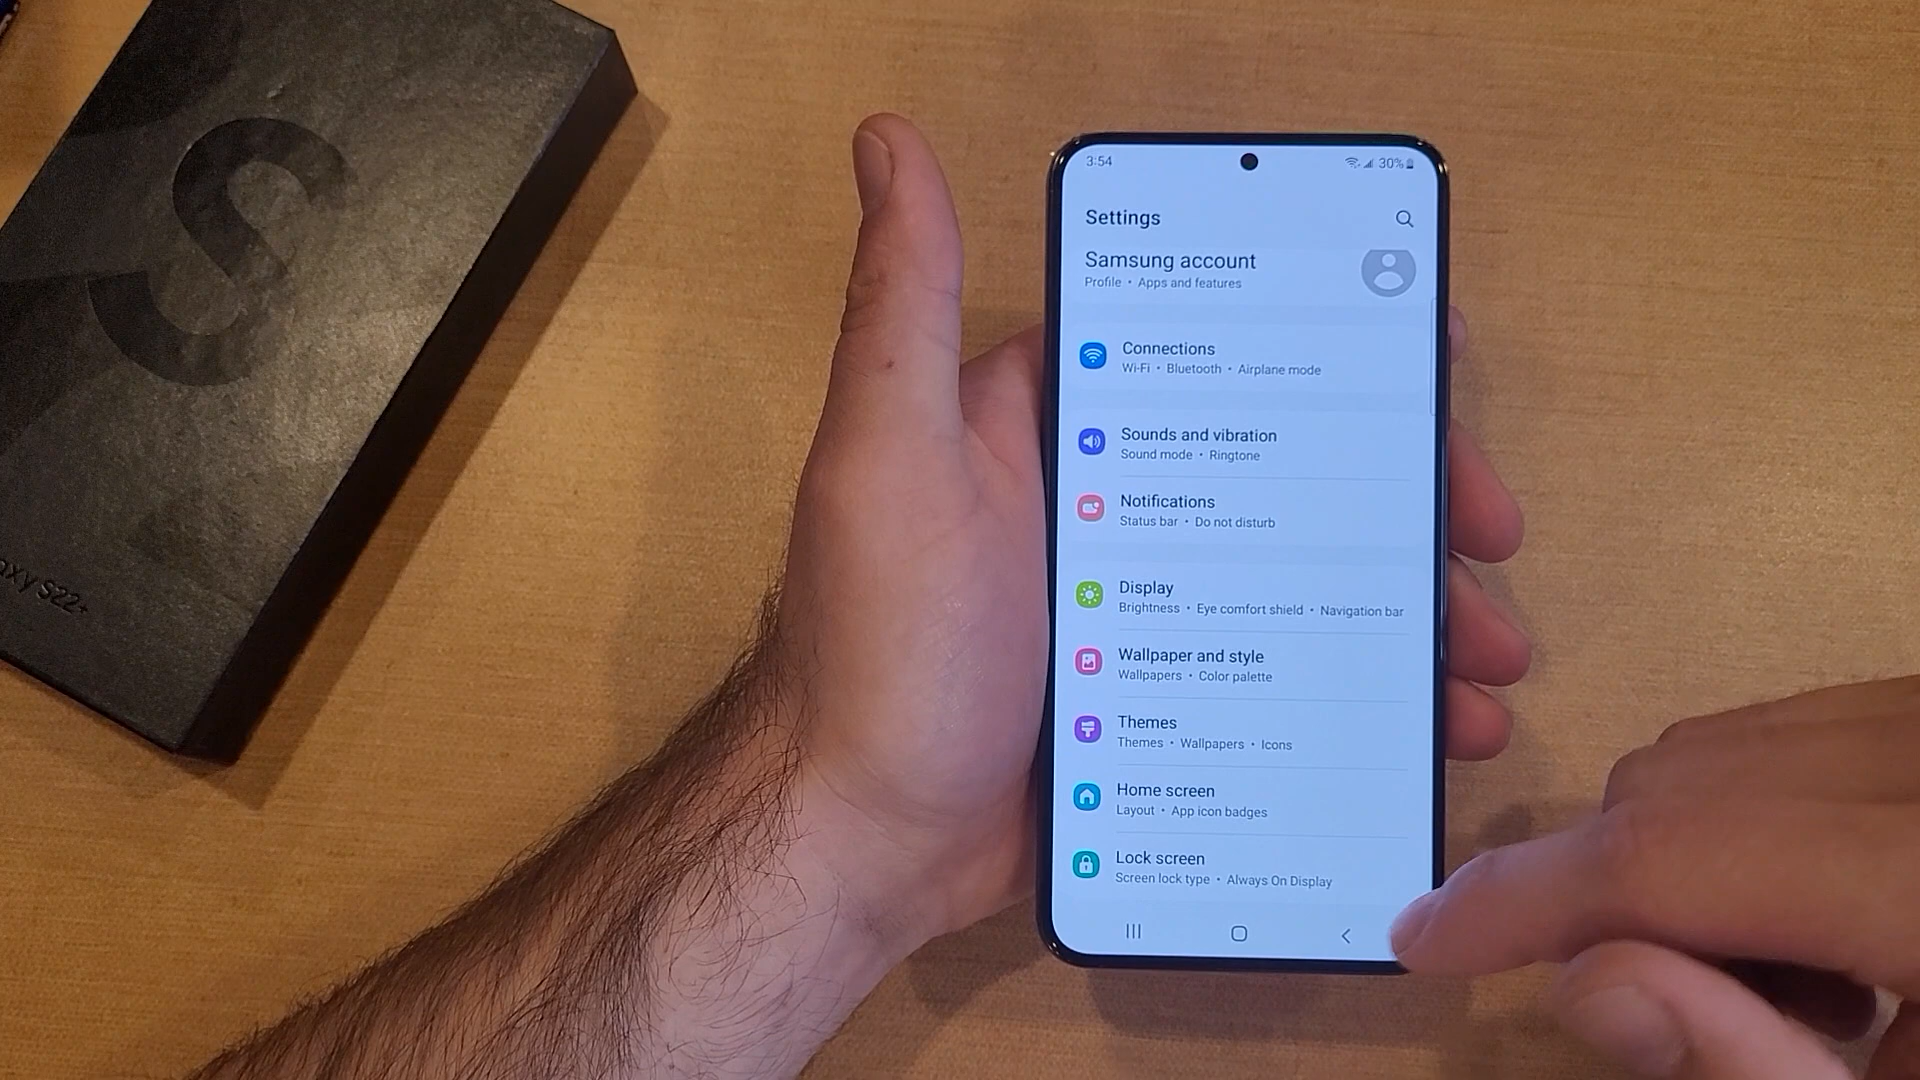 S
axy S22+
3:54
30%
Settings
Samsung account
Profile • Apps and features
Connections
Wi-Fi • Bluetooth • Airplane mode
Sounds and vibration
Sound mode • Ringtone
Notifications
Status bar • Do not disturb
Display
Brightness • Eye comfort shield • Navigation bar
Wallpaper and style
Wallpapers • Color palette
Themes
Themes • Wallpapers • Icons
Home screen
Layout • App icon badges
Lock screen
Screen lock type • Always On Display